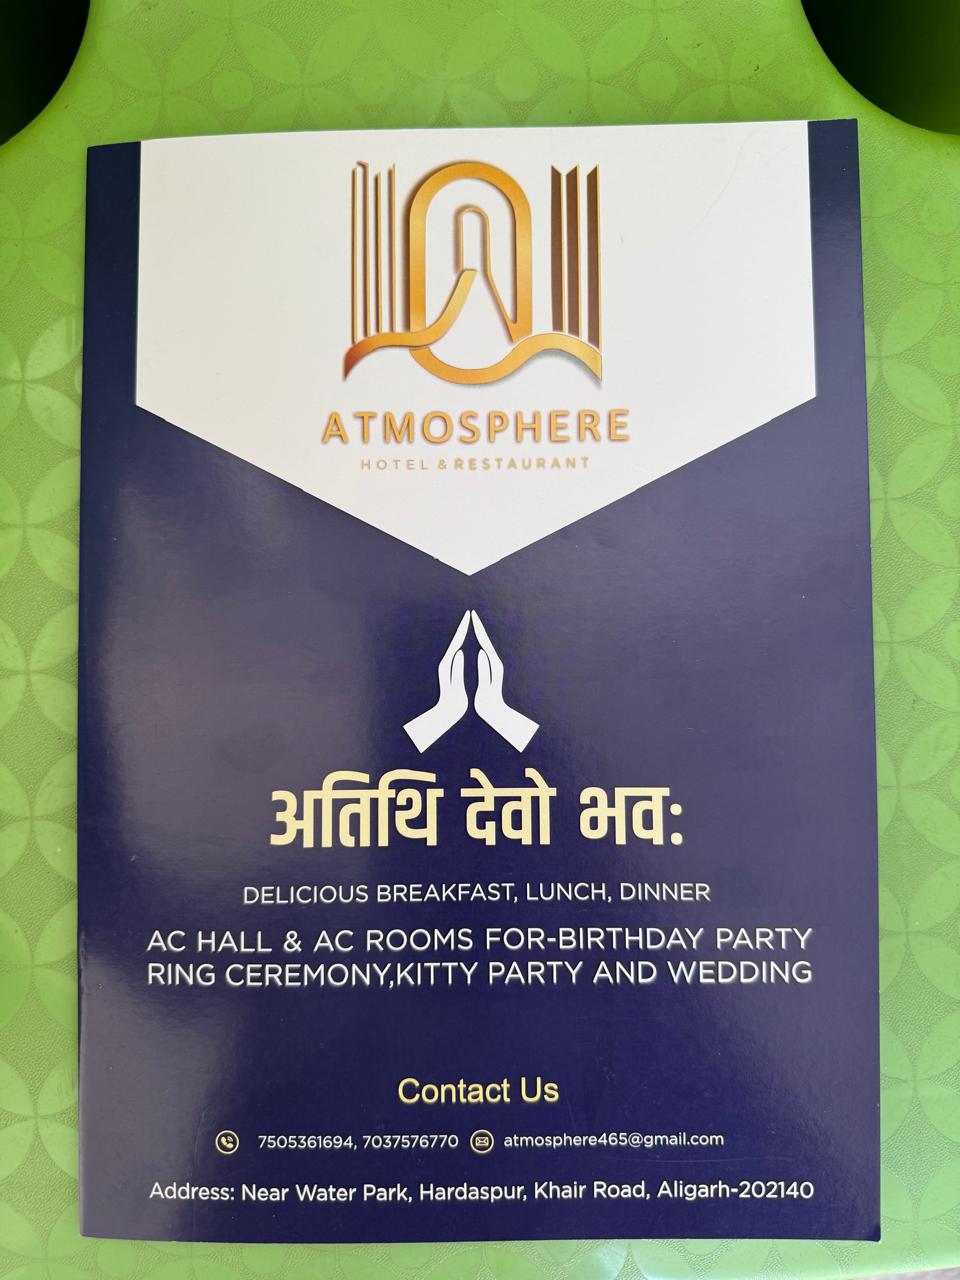 ATMOSPHERE
HOTEL & RESTAURANT
अतिथि देवो भवः
DELICIOUS BREAKFAST, LUNCH, DINNER
AC HALL & AC ROOMS FOR-BIRTHDAY PARTY
RING CEREMONY,KITTY PARTY AND WEDDING
Contact Us
7505361694, 7037576770 atmosphere465@gmail.com
Address: Near Water Park, Hardaspur, Khair Road, Aligarh-202140